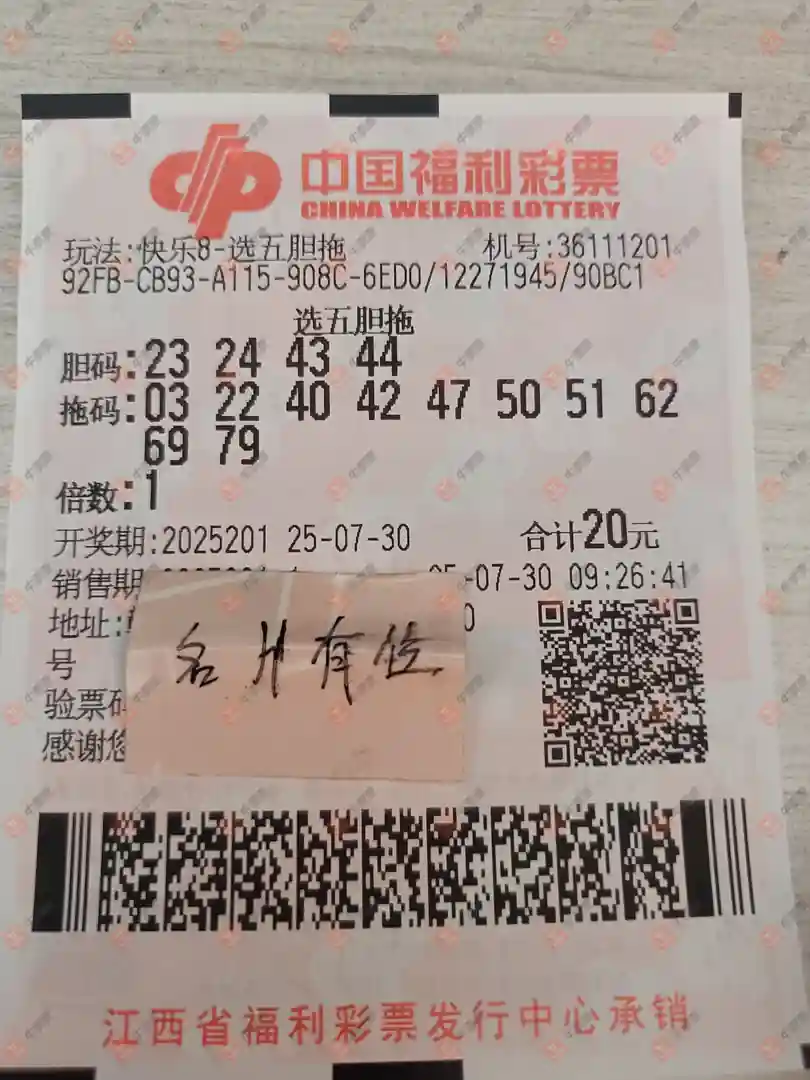 中国福利彩票
CHINA WELFARE LOTTERY
玩法:快乐8-选五胆拖 机号:36111201
92FB-CB93-A115-908C-6ED0/12271945/90BC1
选五胆拖
胆码:23 24 43 44
拖码:03 22 40 42 47 50 51 62
69 79
倍数:1
开奖期:2025201 25-07-30 合计20元
销售期 -07-30 09:26:41
地址:
号
验票码
感谢您
名片有位
江西省福利彩票发行中心承销